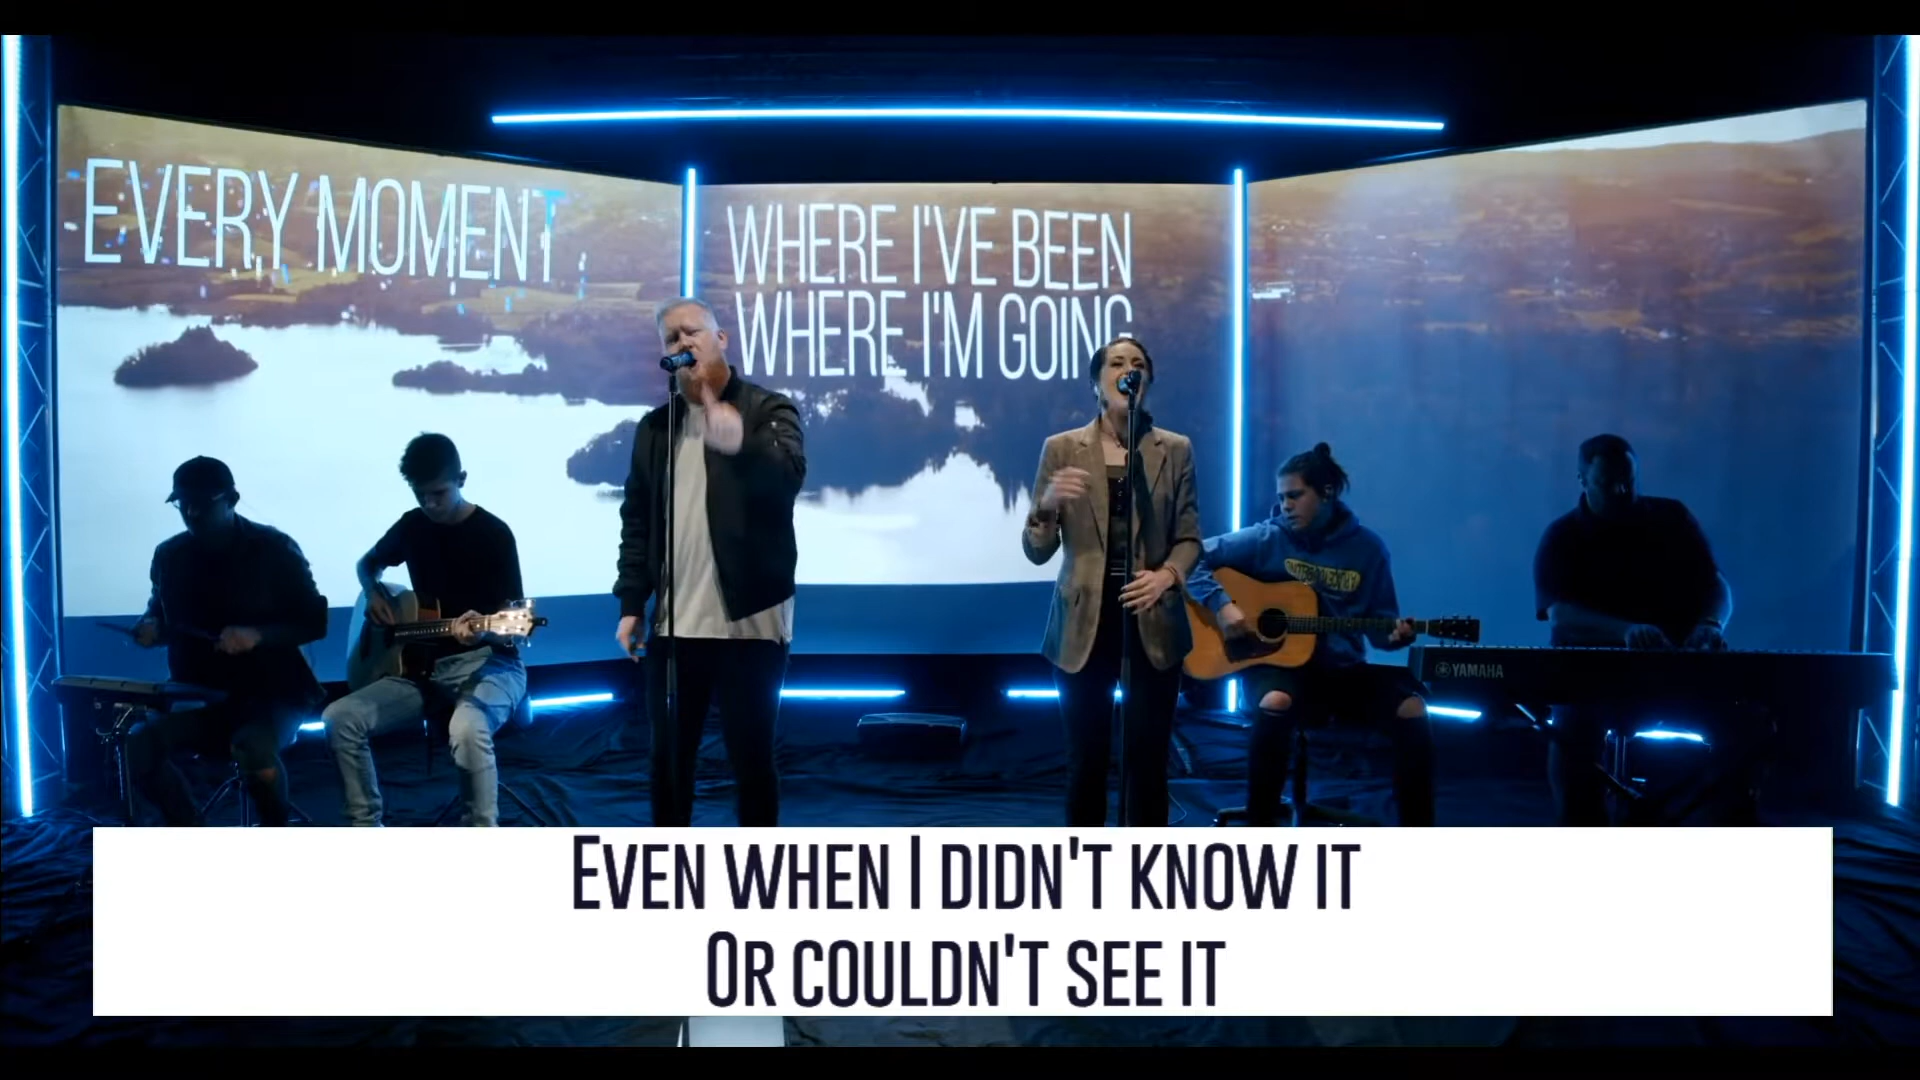 EVERY MOMENT
WHERE I'VE BEEN
WHERE I'M GOING
YAMAHA
EVEN WHEN I DIDN'T KNOW IT
OR COULDN'T SEE IT